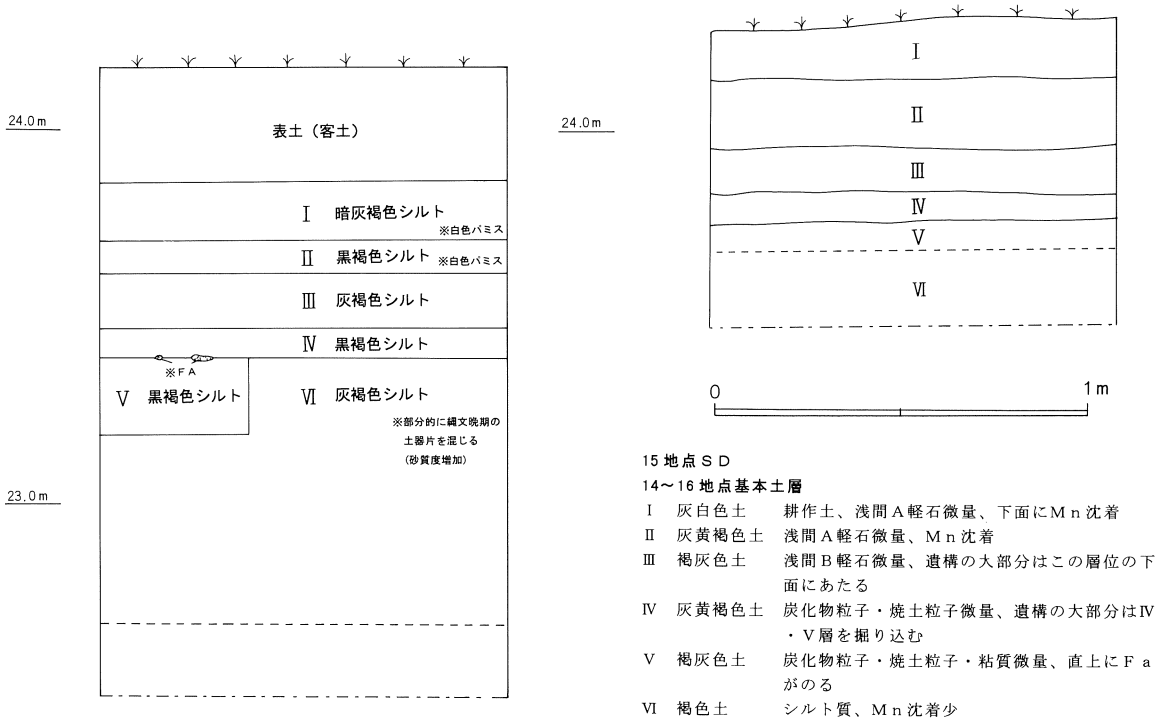 24.0m
表土（客土）
Ⅰ 暗灰褐色シルト
※白色パミス
Ⅱ 黒褐色シルト ※白色パミス
Ⅲ 灰褐色シルト
Ⅳ 黒褐色シルト
※FA
Ⅴ 黒褐色シルト
Ⅵ 灰褐色シルト
※部分的に縄文晩期の
土器片を混じる
(砂質度増加)
23.0m
24.0m
Ⅰ
Ⅱ
Ⅲ
Ⅳ
Ⅴ
Ⅵ
0 1m
15地点SD
14〜16地点基本土層
Ⅰ 灰白色土 耕作土、浅間A軽石微量、下面にMn沈着
Ⅱ 灰黄褐色土 浅間A軽石微量、Mn沈着
Ⅲ 褐灰色土 浅間B軽石微量、遺構の大部分はこの層位の下
面にあたる
Ⅳ 灰黄褐色土 炭化物粒子・焼土粒子微量、遺構の大部分はⅣ
・Ⅴ層を掘り込む
Ⅴ 褐灰色土 炭化物粒子・焼土粒子・粘質微量、直上にFa
がのる
Ⅵ 褐色土 シルト質、Mn沈着少